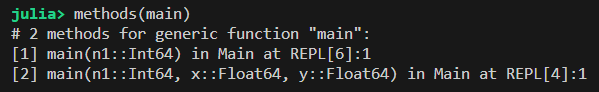 julia> methods(main)
# 2 methods for generic function "main":
[1] main(n1::Int64) in Main at REPL[6]:1
[2] main(n1::Int64, x::Float64, y::Float64) in Main at REPL[4]:1